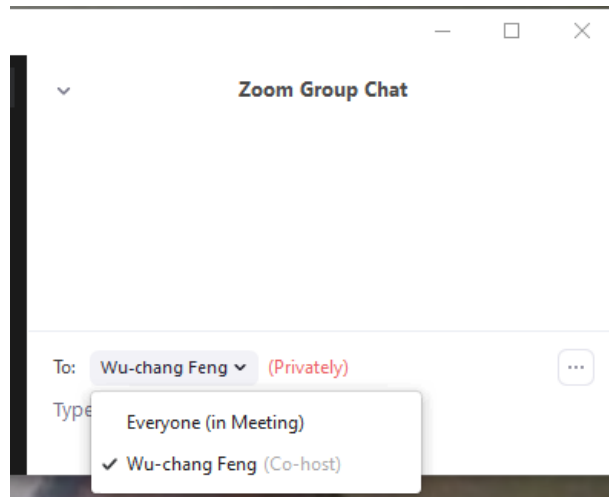 Zoom Group Chat
To: Wu-chang Feng (Privately)
Type
Everyone (in Meeting)
Wu-chang Feng (Co-host)